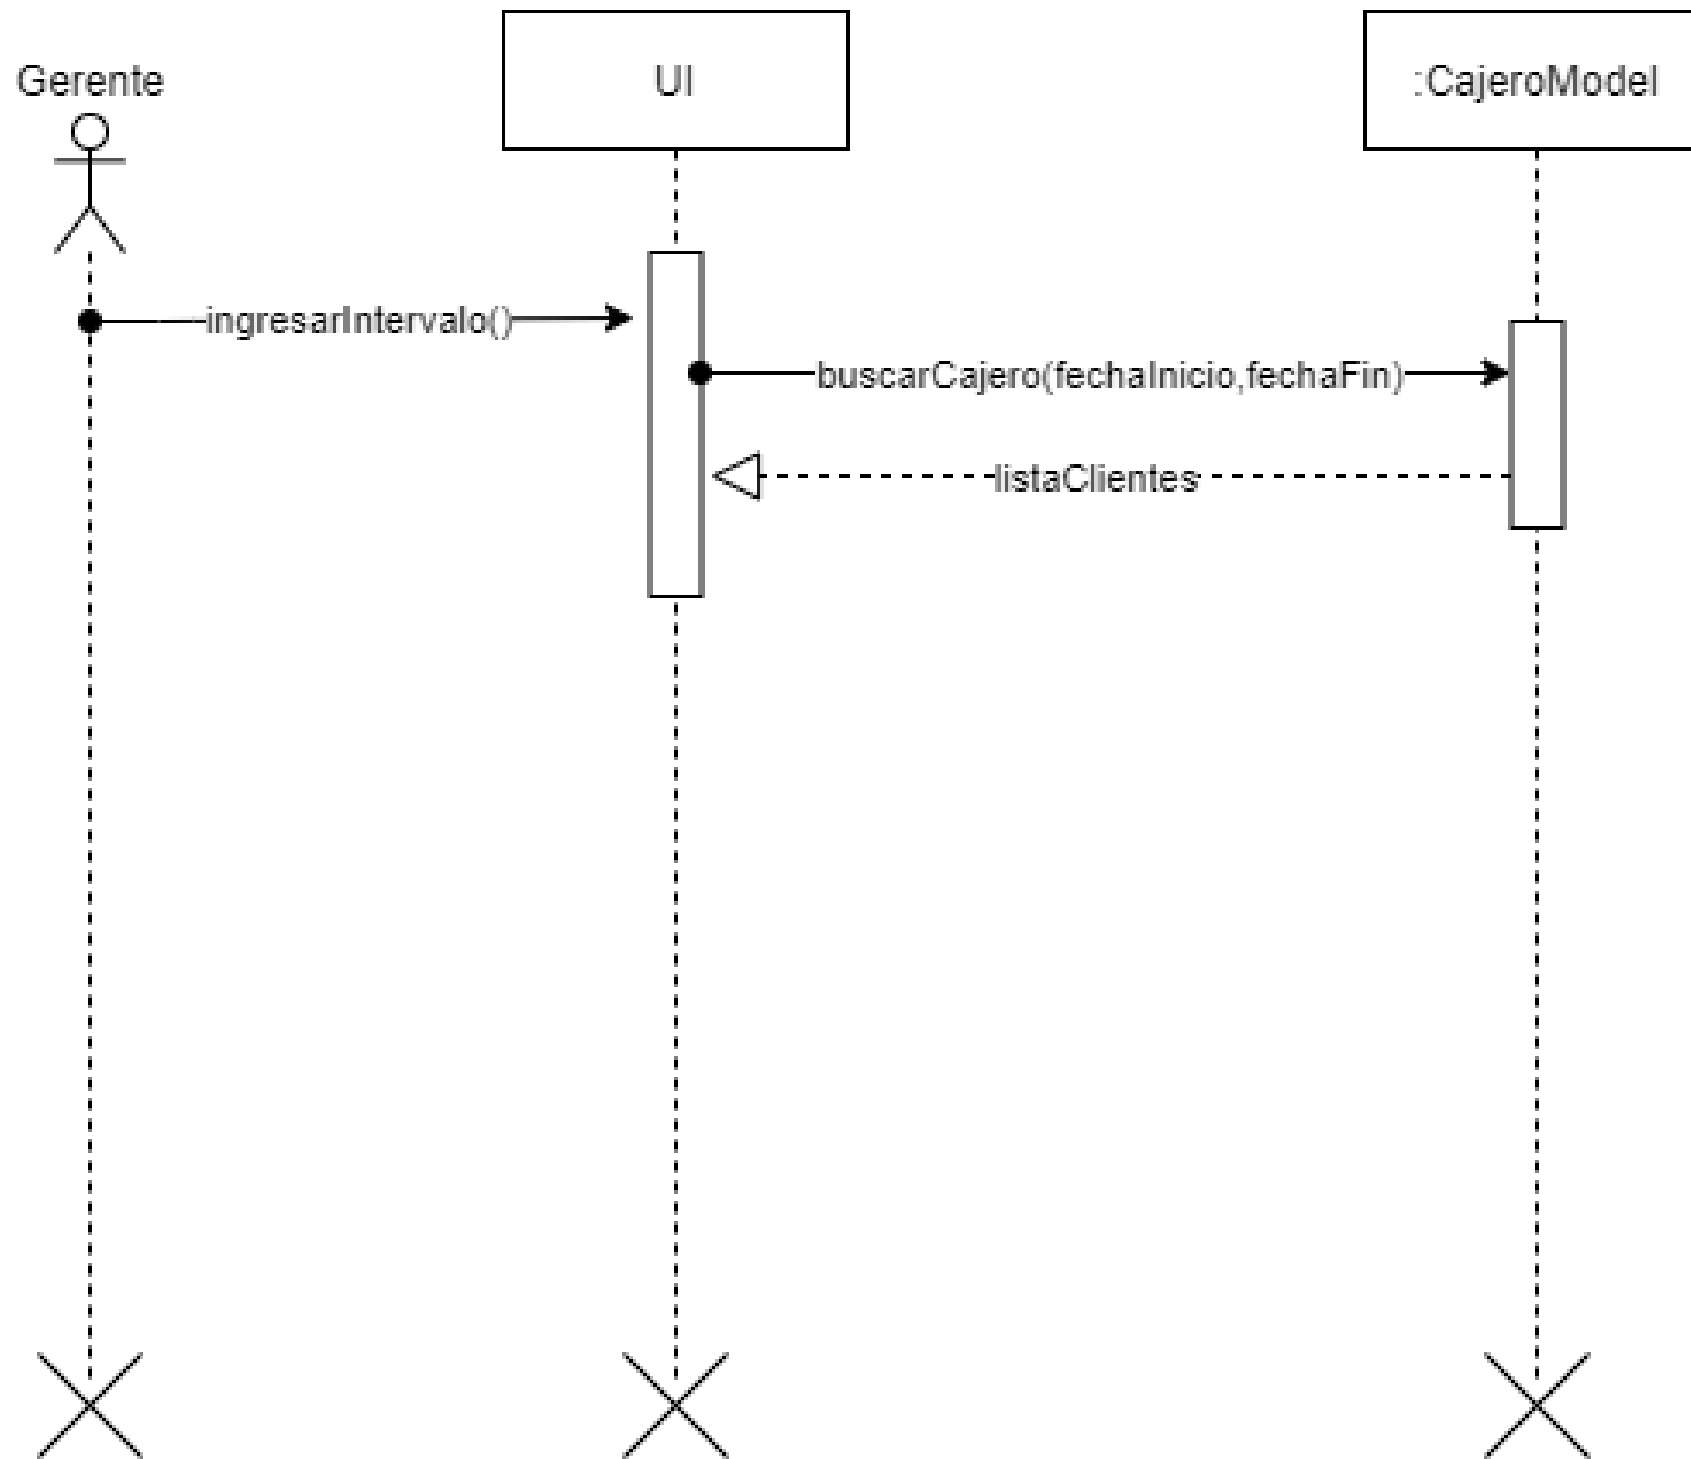 Gerente
UI
:CajeroModel
ingresarIntervalo()
buscarCajero(fechaInicio,fechaFin)
listaClientes